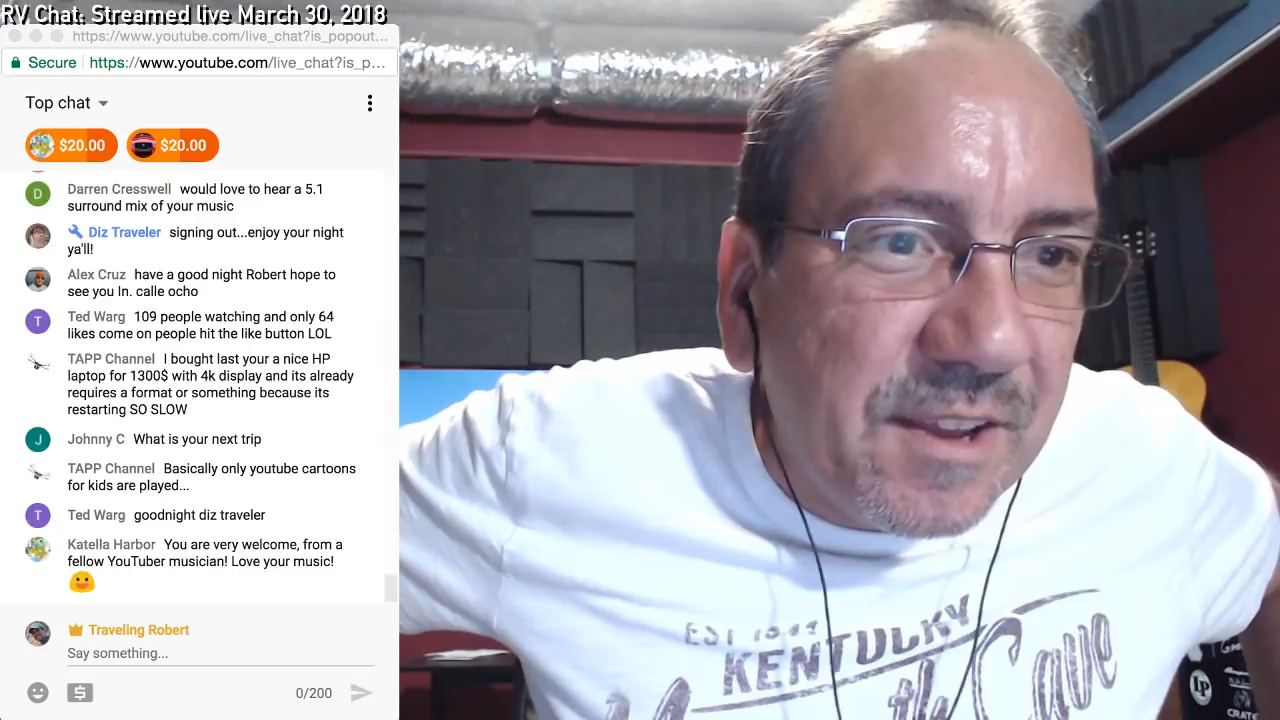 RV Chat: Streamed live March 30, 2018
https://www.youtube.com/live_chat?is_popout...
Secure
https://www.youtube.com/live_chat?is_p...
Top chat
$20.00
$20.00
Darren Cresswell would love to hear a 5.1
surround mix of your music
Diz Traveler signing out...enjoy your night
ya'll!
Alex Cruz have a good night Robert hope to
see you In. calle ocho
Ted Warg 109 people watching and only 64
likes come on people hit the like button LOL
TAPP Channel I bought last your a nice HP
laptop for 1300$ with 4k display and its already
requires a format or something because its
restarting SO SLOW
Johnny C What is your next trip
TAPP Channel Basically only youtube cartoons
for kids are played...
Ted Warg goodnight diz traveler
Katella Harbor You are very welcome, from a
fellow YouTuber musician! Love your music!
Traveling Robert
Say something...
0/200
D
T
J
T
KENTUCKY
Cave
LP